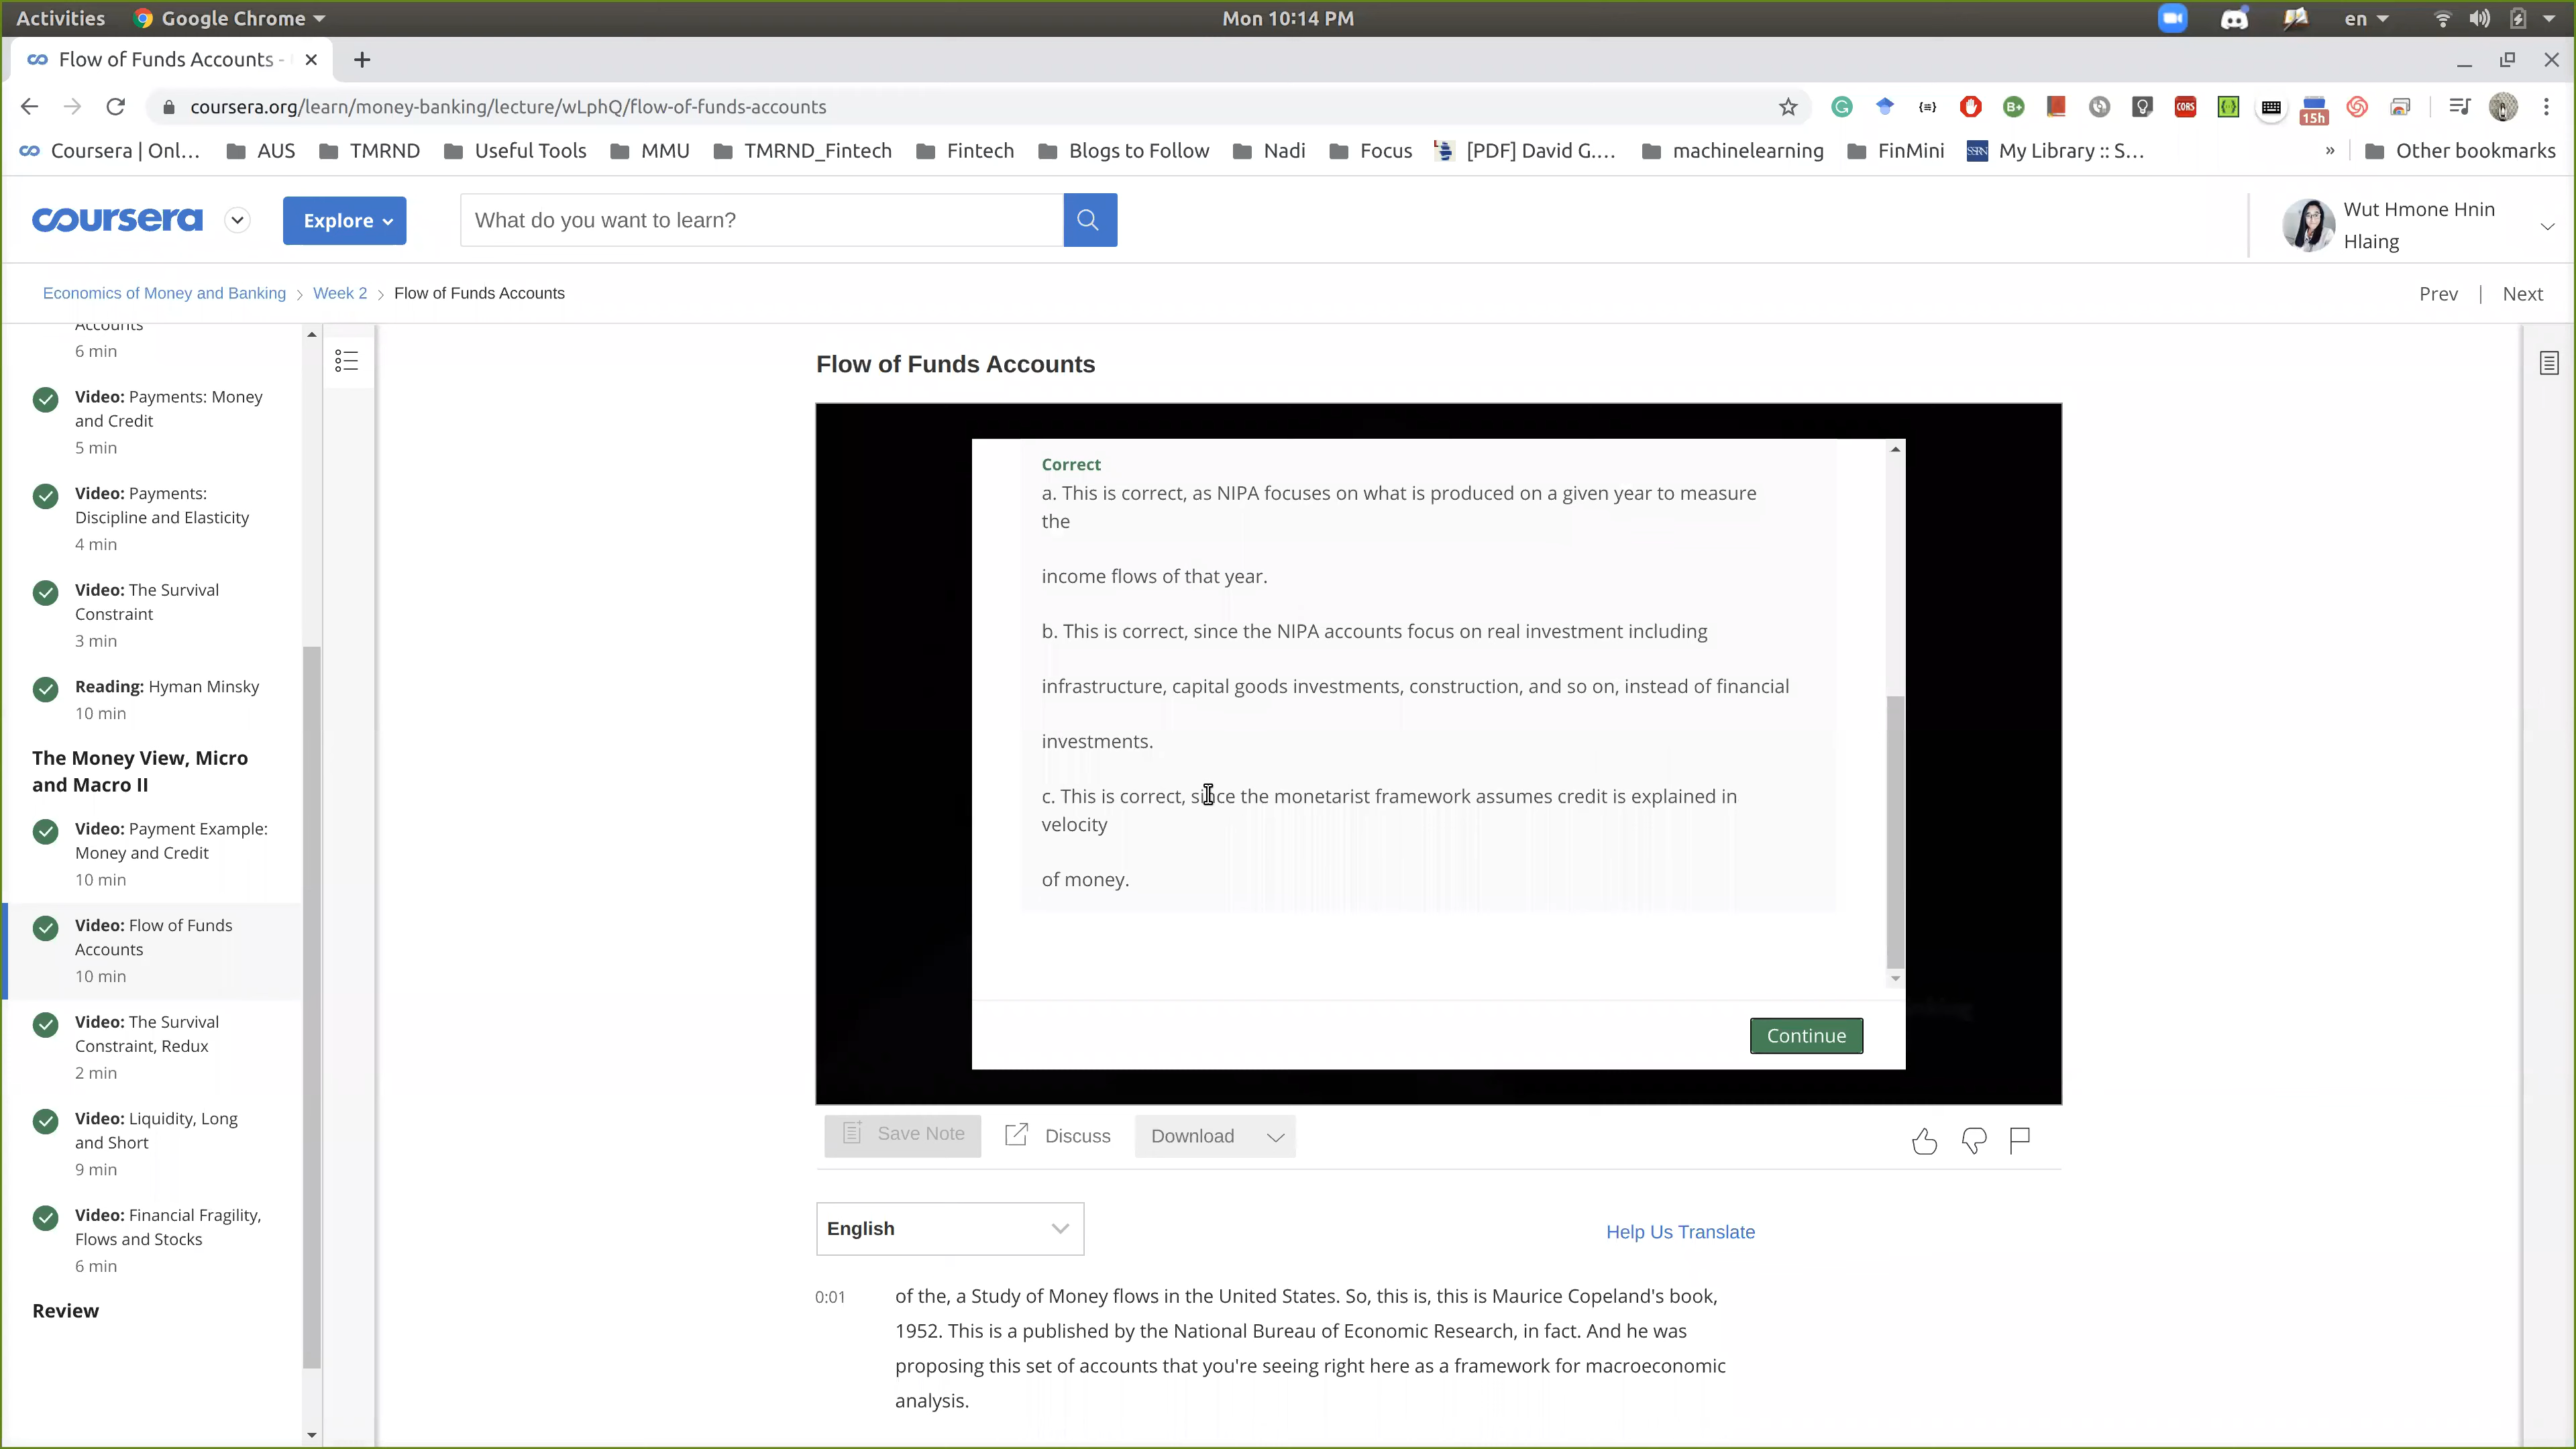 Activities
Google Chrome
Mon 10:14 PM
en
Flow of Funds Accounts -
coursera.org/learn/money-banking/lecture/wLphQ/flow-of-funds-accounts
CORS
15h
Coursera | Onl...
AUS
TMRND
Useful Tools
MMU
TMRND_Fintech
Fintech
Blogs to Follow
Nadi
Focus
[PDF] David G....
machinelearning
FinMini
SSRN
My Library :: S...
»
Other bookmarks
coursera
Explore
What do you want to learn?
Wut Hmone Hnin
Hlaing
Economics of Money and Banking > Week 2 > Flow of Funds Accounts
Prev | Next
Accounts
6 min
Video: Payments: Money
and Credit
5 min
Video: Payments:
Discipline and Elasticity
4 min
Video: The Survival
Constraint
3 min
Reading: Hyman Minsky
10 min
The Money View, Micro
and Macro II
Video: Payment Example:
Money and Credit
10 min
Video: Flow of Funds
Accounts
10 min
Video: The Survival
Constraint, Redux
2 min
Video: Liquidity, Long
and Short
9 min
Video: Financial Fragility,
Flows and Stocks
6 min
Review
Flow of Funds Accounts
Correct
a. This is correct, as NIPA focuses on what is produced on a given year to measure
the
income flows of that year.
b. This is correct, since the NIPA accounts focus on real investment including
infrastructure, capital goods investments, construction, and so on, instead of financial
investments.
c. This is correct, since the monetarist framework assumes credit is explained in
velocity
of money.
Continue
Save Note
Discuss
Download
English
Help Us Translate
0:01
of the, a Study of Money flows in the United States. So, this is, this is Maurice Copeland's book,
1952. This is a published by the National Bureau of Economic Research, in fact. And he was
proposing this set of accounts that you're seeing right here as a framework for macroeconomic
analysis.